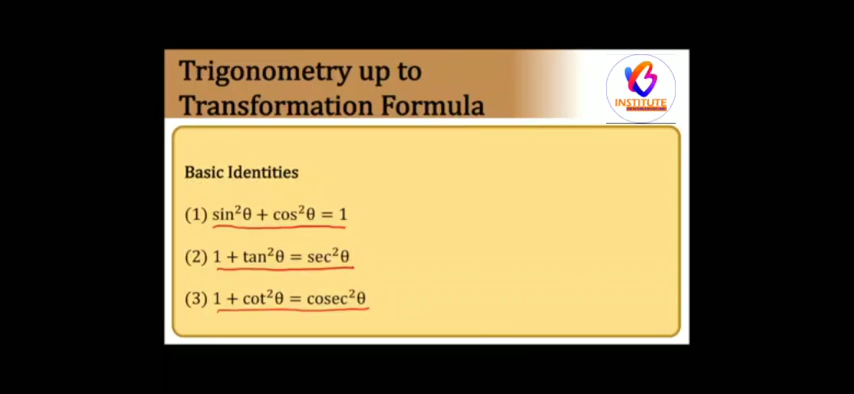 Trigonometry up to
Transformation Formula
INSTITUTE
Basic Identities
(1) sin²θ + cos²θ = 1
(2) 1 + tan²θ = sec²θ
(3) 1 + cot²θ = cosec²θ